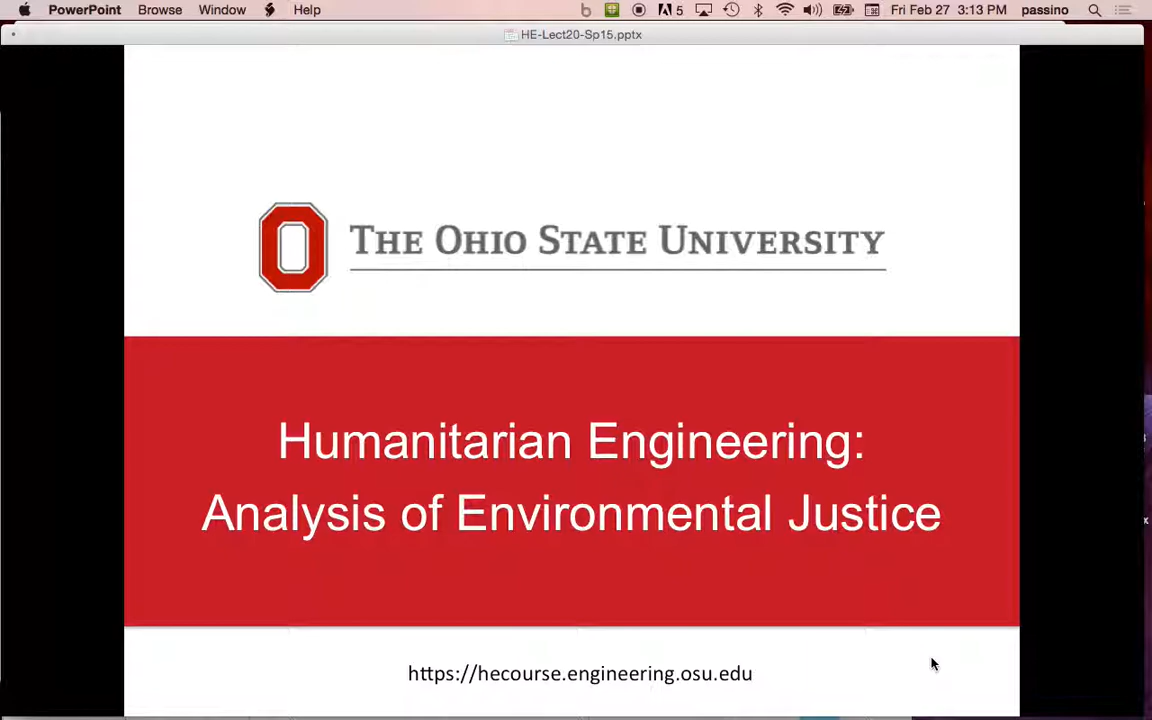 PowerPoint Browse Window Help 5 Fri Feb 27 3:13 PM passino
HE-Lect20-Sp15.pptx
THE OHIO STATE UNIVERSITY
Humanitarian Engineering:
Analysis of Environmental Justice
https://hecourse.engineering.osu.edu